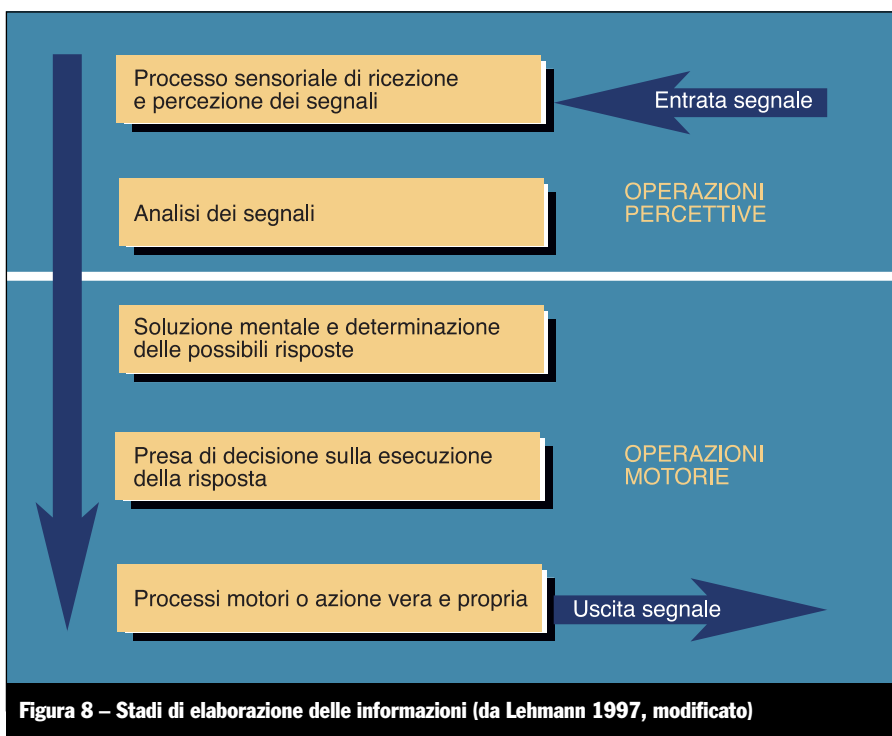 Processo sensoriale di ricezione
e percezione dei segnali
Entrata segnale
Analisi dei segnali
OPERAZIONI
PERCETTIVE
Soluzione mentale e determinazione
delle possibili risposte
Presa di decisione sulla esecuzione
della risposta
OPERAZIONI
MOTORIE
Processi motori o azione vera e propria
Uscita segnale
Figura 8 – Stadi di elaborazione delle informazioni (da Lehmann 1997, modificato)